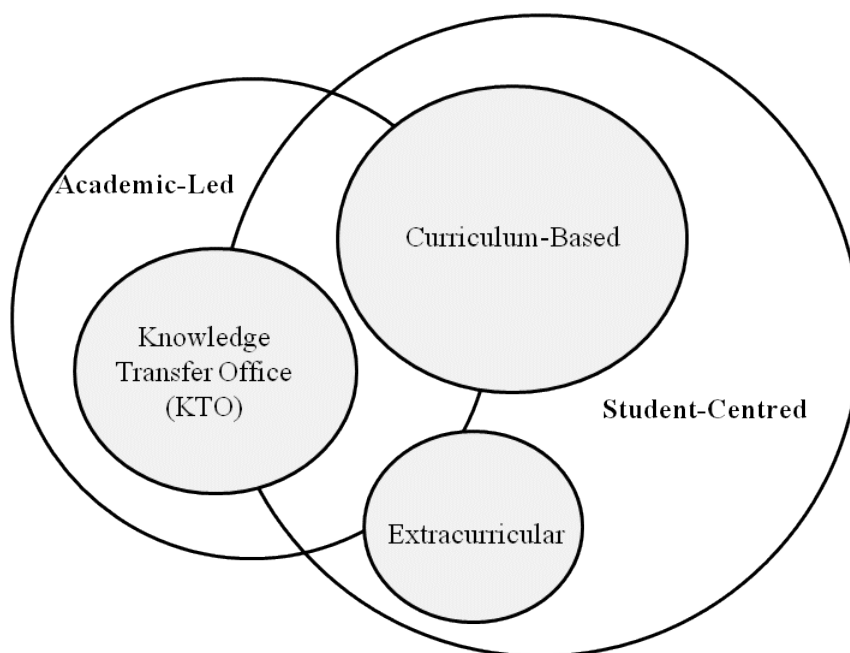 Academic-Led
Curriculum-Based
Knowledge
Transfer Office
(KTO)
Student-Centred
Extracurricular